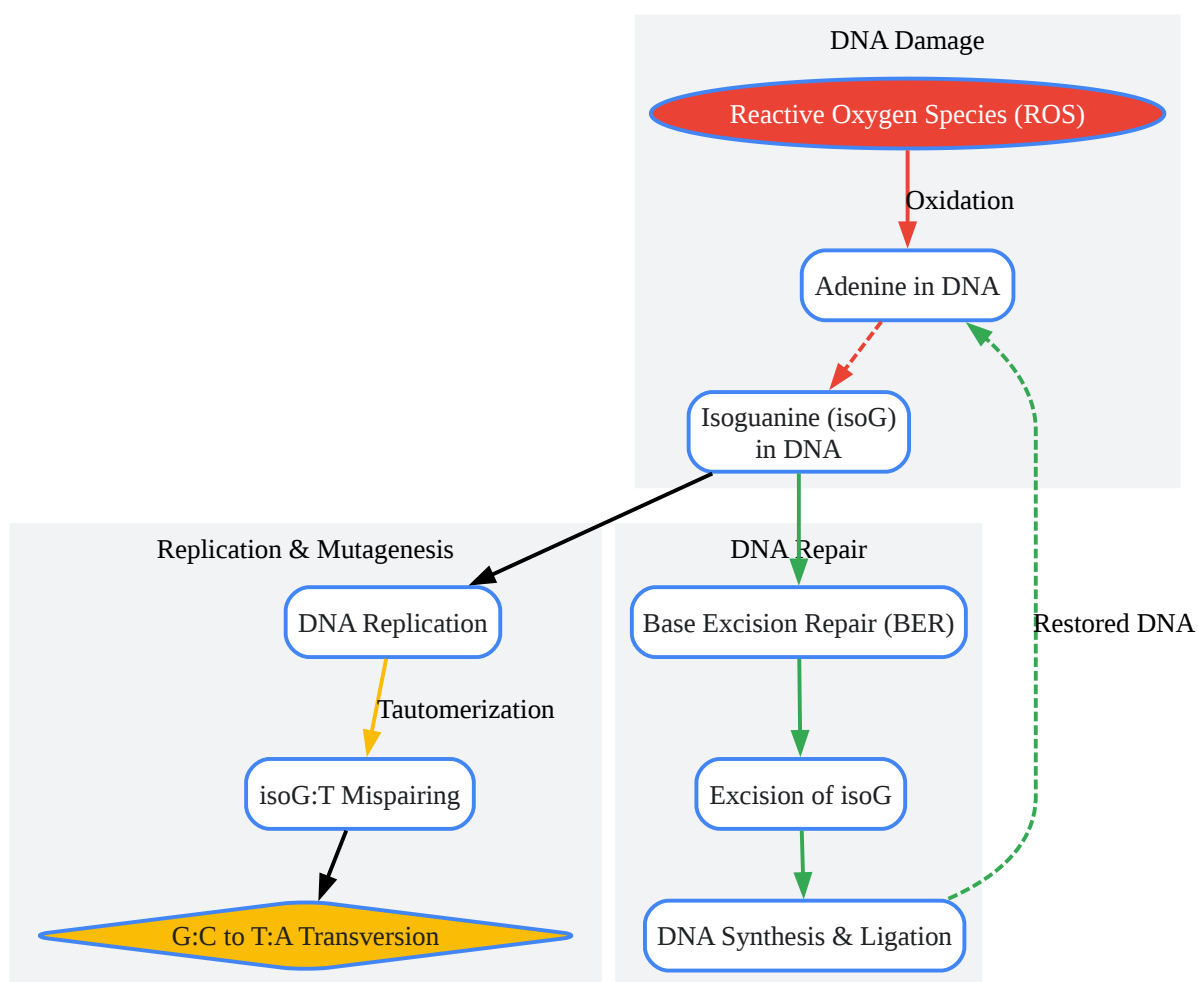 DNA Damage
Reactive Oxygen Species (ROS)
Oxidation
Adenine in DNA
Isoguanine (isoG)
in DNA
Replication & Mutagenesis
DNA Repair
DNA Replication
Base Excision Repair (BER)
Restored DNA
Tautomerization
isoG:T Mispairing
Excision of isoG
G:C to T:A Transversion
DNA Synthesis & Ligation